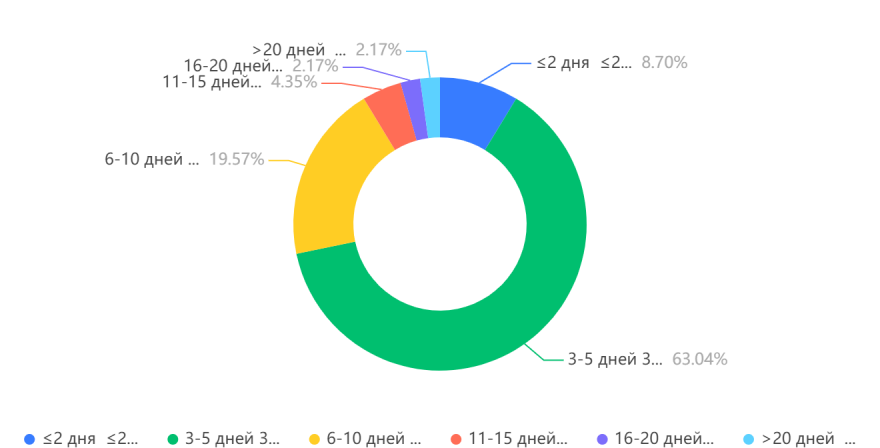 >20 дней ... 2.17%
16-20 дней... 2.17%
11-15 дней... 4.35%
≤2 дня ≤2... 8.70%
6-10 дней ... 19.57%
3-5 дней 3... 63.04%
≤2 дня ≤2... 3-5 дней 3... 6-10 дней ... 11-15 дней... 16-20 дней... >20 дней ...